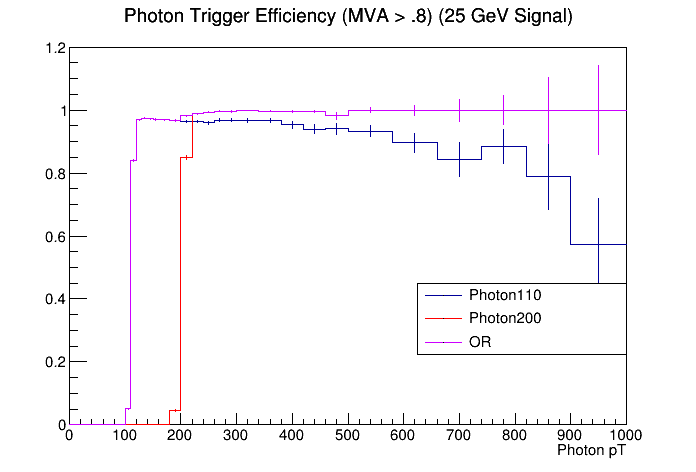 Photon Trigger Efficiency (MVA > .8) (25 GeV Signal)
1.2
1
0.8
0.6
0.4
0.2
0
Photon110
Photon200
OR
0 100 200 300 400 500 600 700 800 900 1000
Photon pT